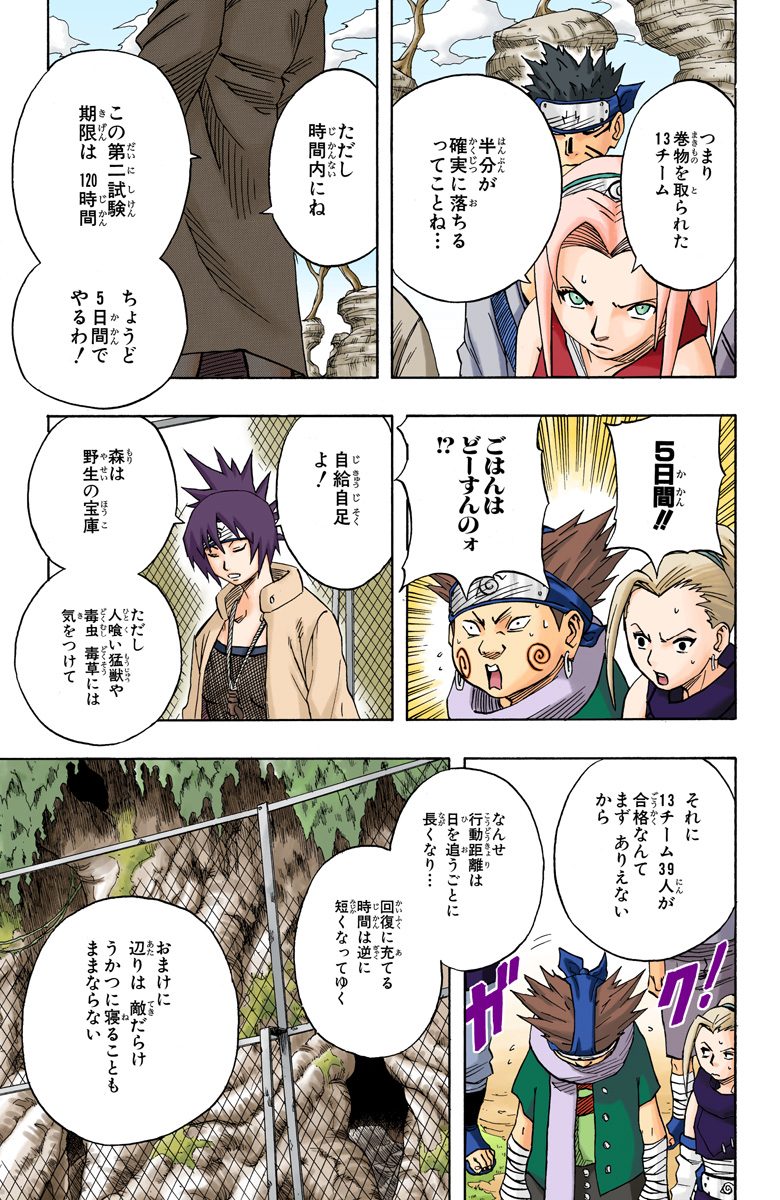 つまり
巻物を取られた
13チーム
半分が
確実に落ちる
ってことね…
ただし
時間内にね
この第二試験
期限は 120時間
ちょうど
5日間で
やるわ!
5日間!!
ごはんは
どーすんのォ
!?
自給自足
よ!
森は
野生の宝庫
ただし
人喰い猛獣や
毒虫 毒草には
気をつけて
それに
13チーム 39人が
合格なんて
まず ありえない
から
なんせ
行動距離は
日を追うごとに
長くなり…
回復に充てる
時間は逆に
短くなってゆく
ガクッ!
おまけに
辺りは 敵だらけ
うかつに寝ることも
ままならない